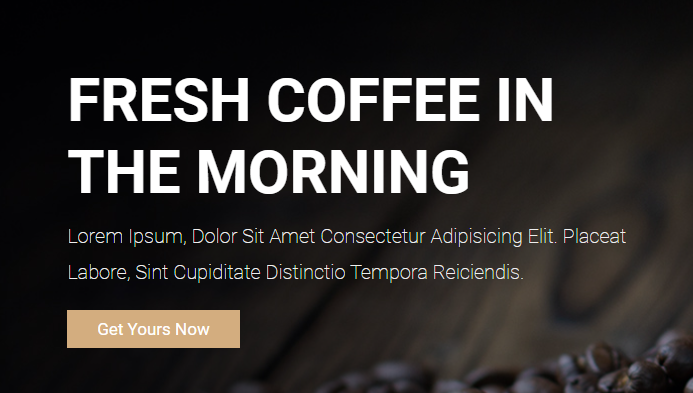 FRESH COFFEE IN
THE MORNING
Lorem Ipsum, Dolor Sit Amet Consectetur Adipisicing Elit. Placeat
Labore, Sint Cupiditate Distinctio Tempora Reiciendis.
Get Yours Now